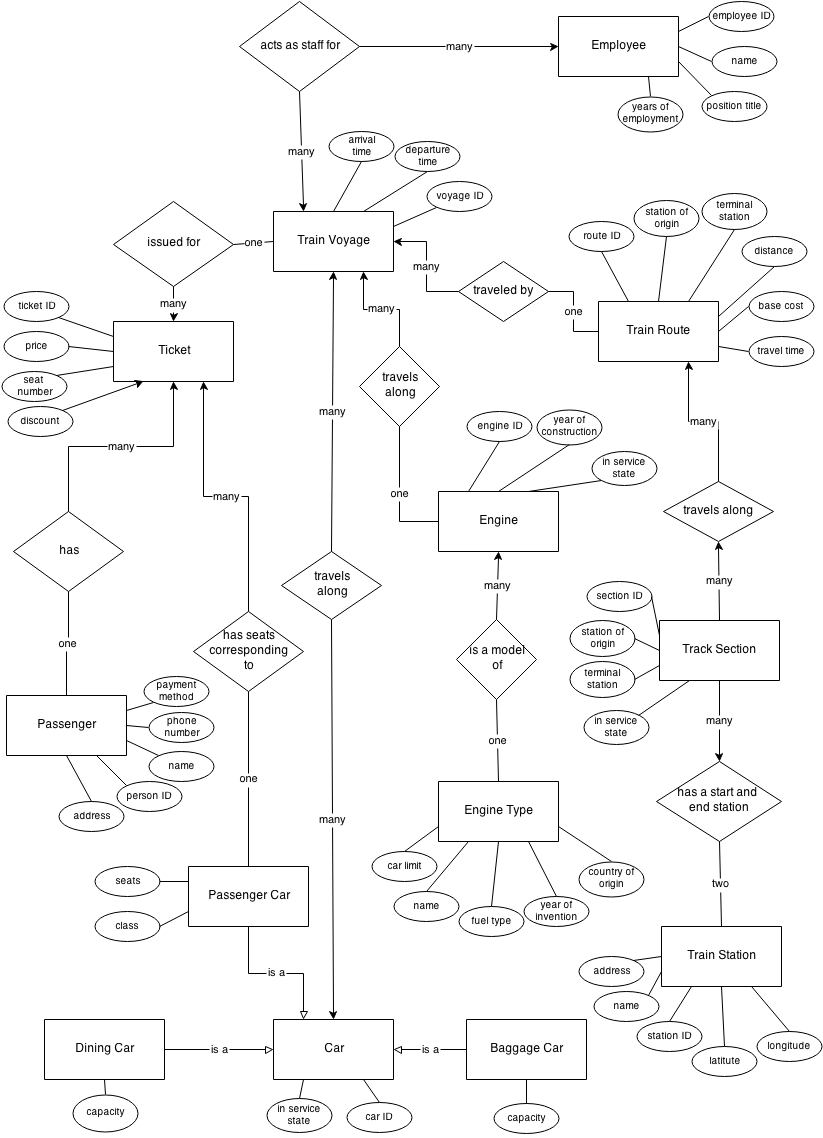 employee ID
acts as staff for
many
Employee
name
years of
employment
position title
many
arrival
time
departure
time
voyage ID
issued for
one
Train Voyage
many
route ID
station of
origin
terminal
station
distance
base cost
travel time
many
traveled by
one
Train Route
ticket ID
price
seat
number
discount
Ticket
many
travels
along
one
many
many
many
many
engine ID
year of
construction
in service
state
Engine
travels along
has
travels
along
many
many
section ID
station of
origin
terminal
station
in service
state
Track Section
one
has seats
corresponding
to
is a model
of
payment
method
phone
number
name
person ID
address
Passenger
many
one
has a start and
end station
one
many
Engine Type
car limit
name
fuel type
year of
invention
country of
origin
two
seats
class
Passenger Car
Train Station
address
name
station ID
latitute
longitude
is a
Dining Car
is a
Car
is a
Baggage Car
capacity
in service
state
car ID
capacity